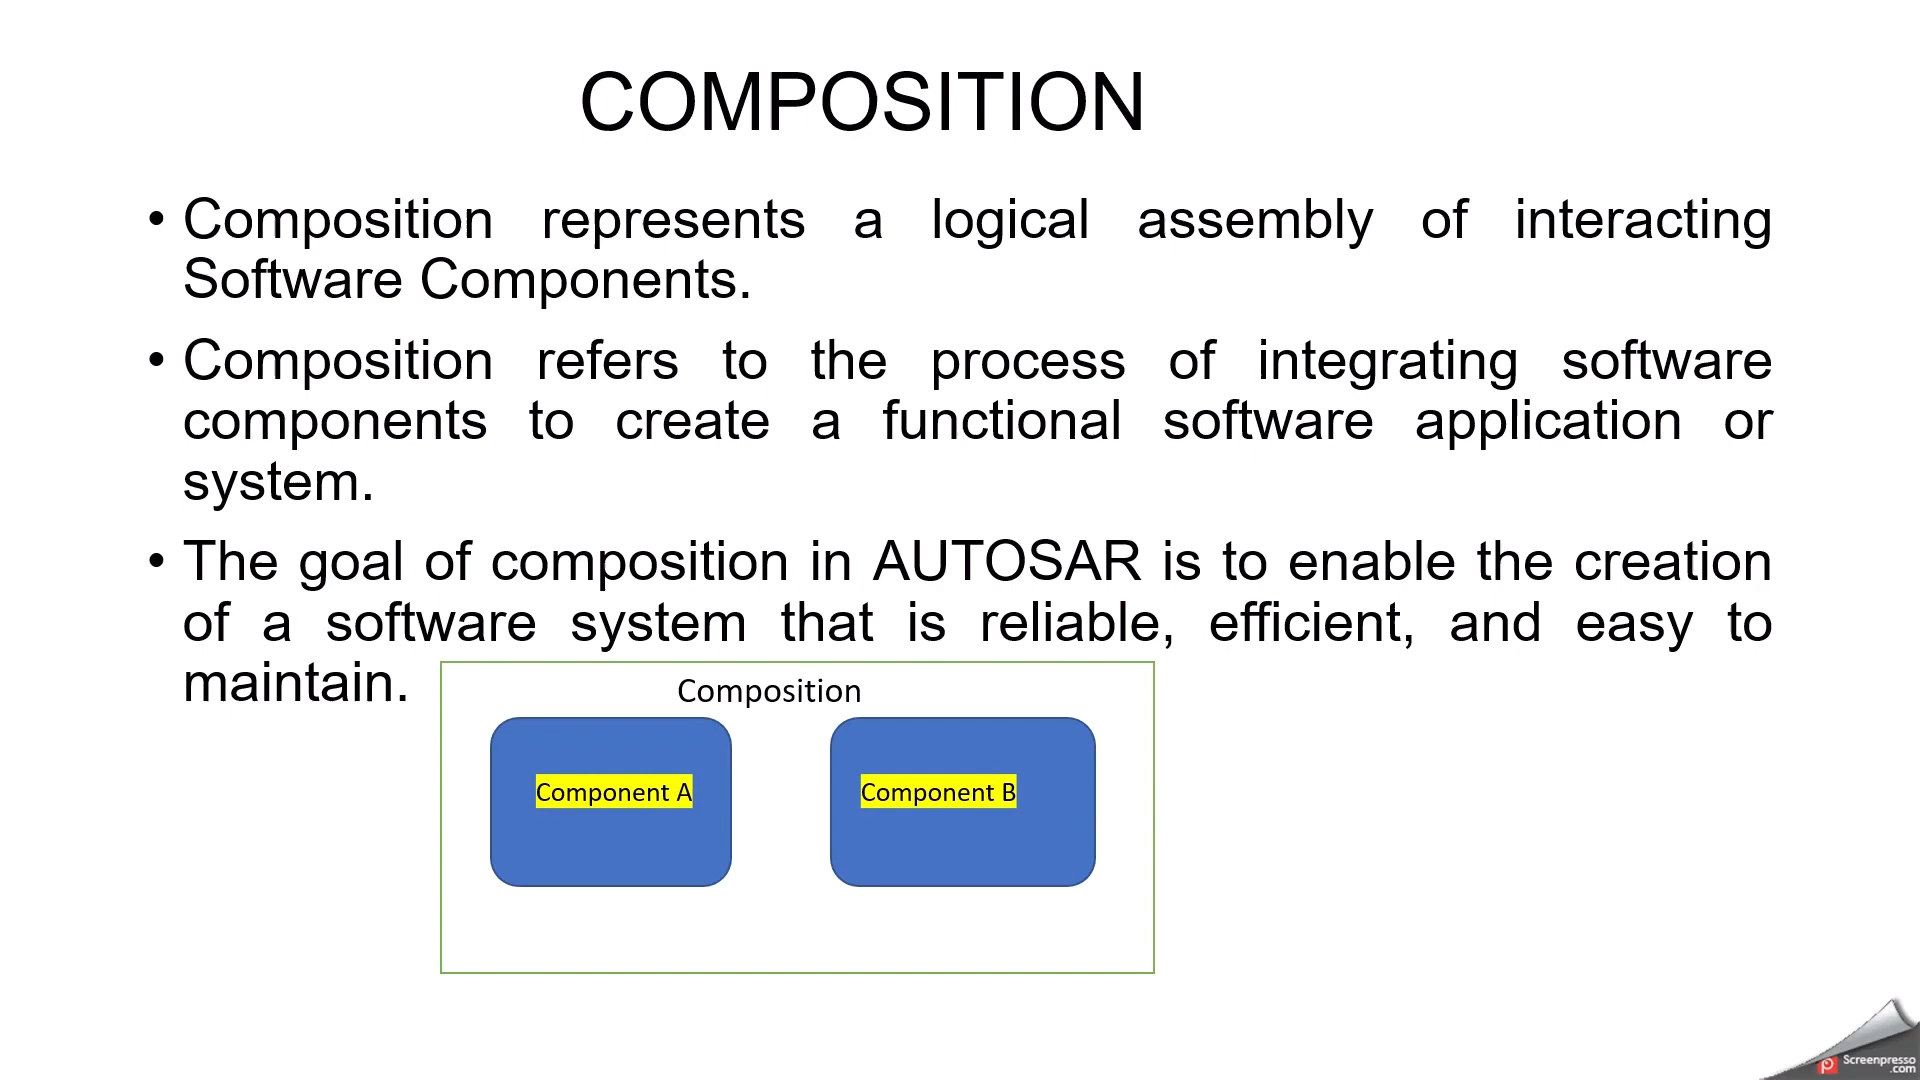 COMPOSITION
• Composition represents a logical assembly of interacting
Software Components.
• Composition refers to the process of integrating software
components to create a functional software application or
system.
• The goal of composition in AUTOSAR is to enable the creation
of a software system that is reliable, efficient, and easy to
maintain.
Composition
Component A
Component B
Screenpresso
.com